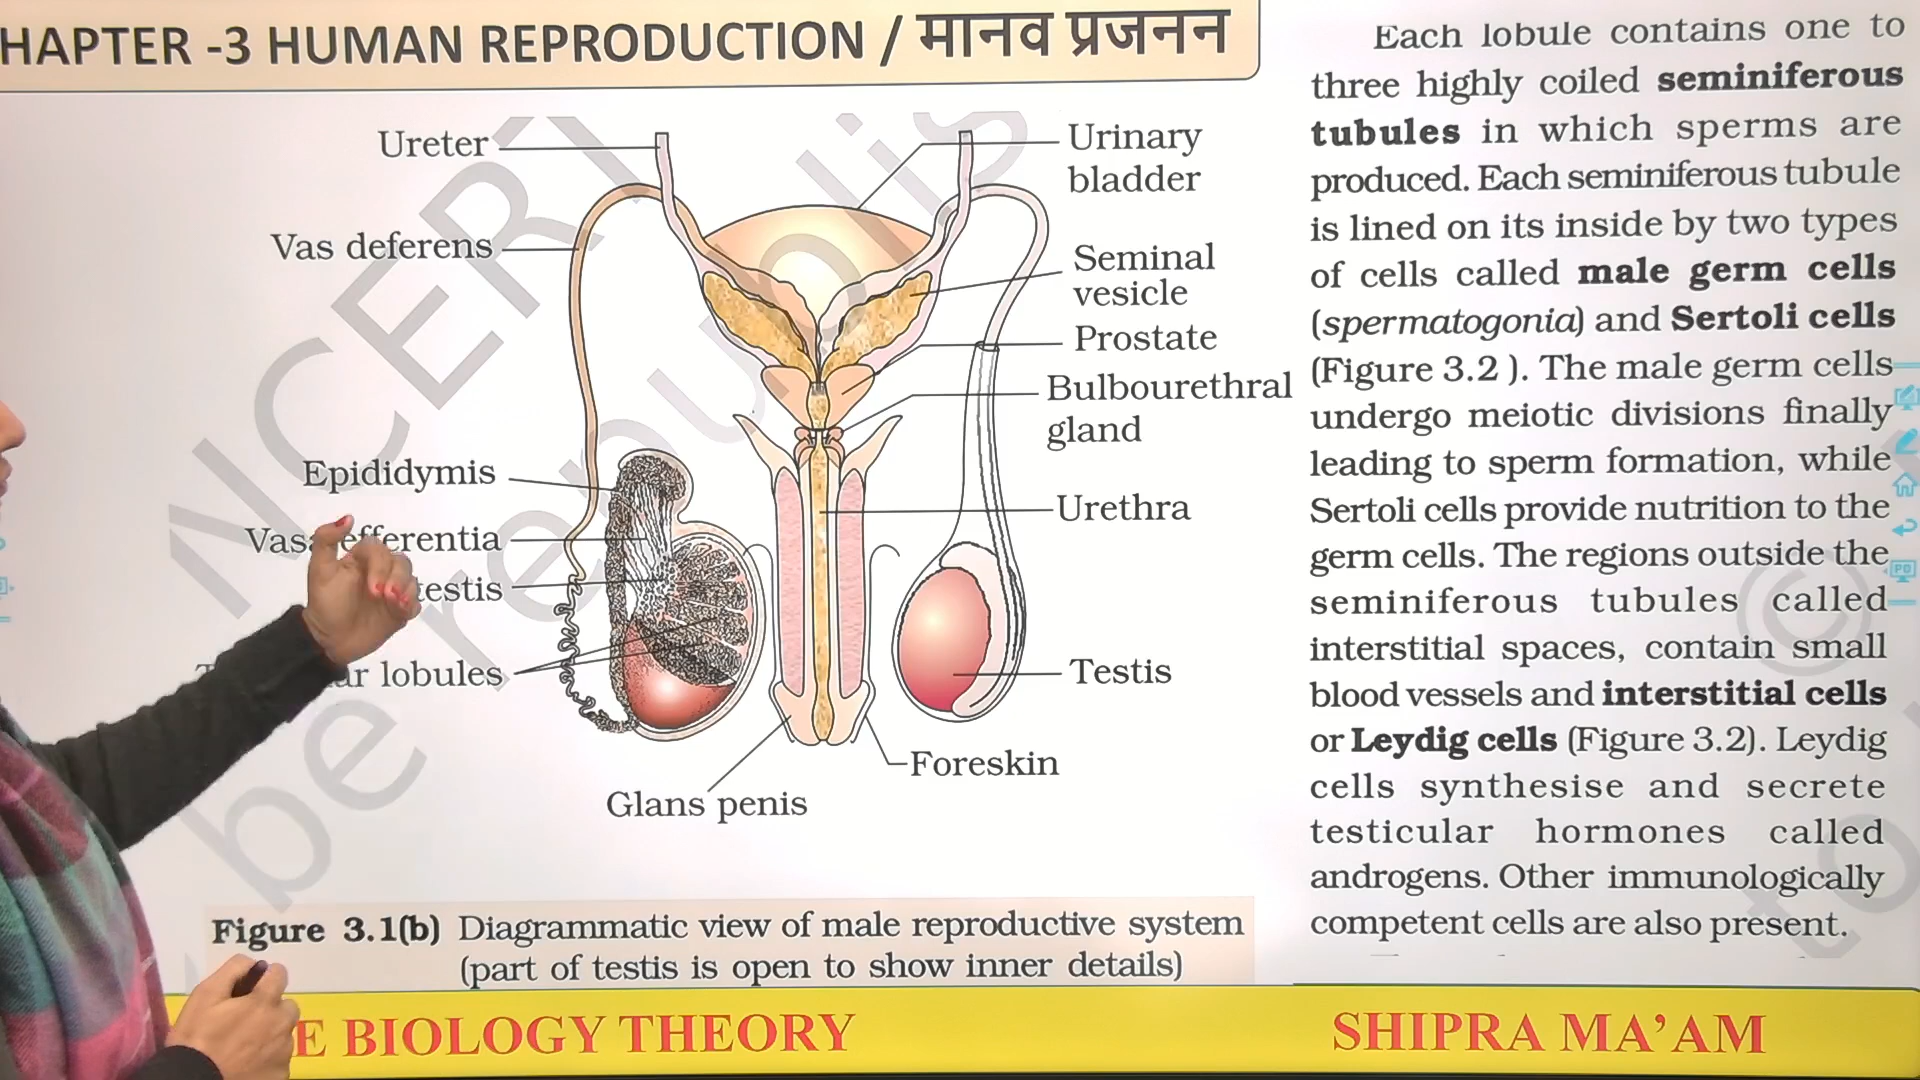 HAPTER -3 HUMAN REPRODUCTION / मानव प्रजनन
Ureter
Vas deferens
Epididymis
Vasa efferentia
testis
lobules
Glans penis
Urinary
bladder
Seminal
vesicle
Prostate
Bulbourethral
gland
Urethra
Testis
Foreskin
Figure 3.1(b) Diagrammatic view of male reproductive system
(part of testis is open to show inner details)
Each lobule contains one to
three highly coiled seminiferous
tubules in which sperms are
produced. Each seminiferous tubule
is lined on its inside by two types
of cells called male germ cells
(spermatogonia) and Sertoli cells
(Figure 3.2 ). The male germ cells
undergo meiotic divisions finally
leading to sperm formation, while
Sertoli cells provide nutrition to the
germ cells. The regions outside the
seminiferous tubules called
interstitial spaces, contain small
blood vessels and interstitial cells
or Leydig cells (Figure 3.2). Leydig
cells synthesise and secrete
testicular hormones called
androgens. Other immunologically
competent cells are also present.
NCERT
be republis
©
to
E BIOLOGY THEORY
SHIPRA MA'AM